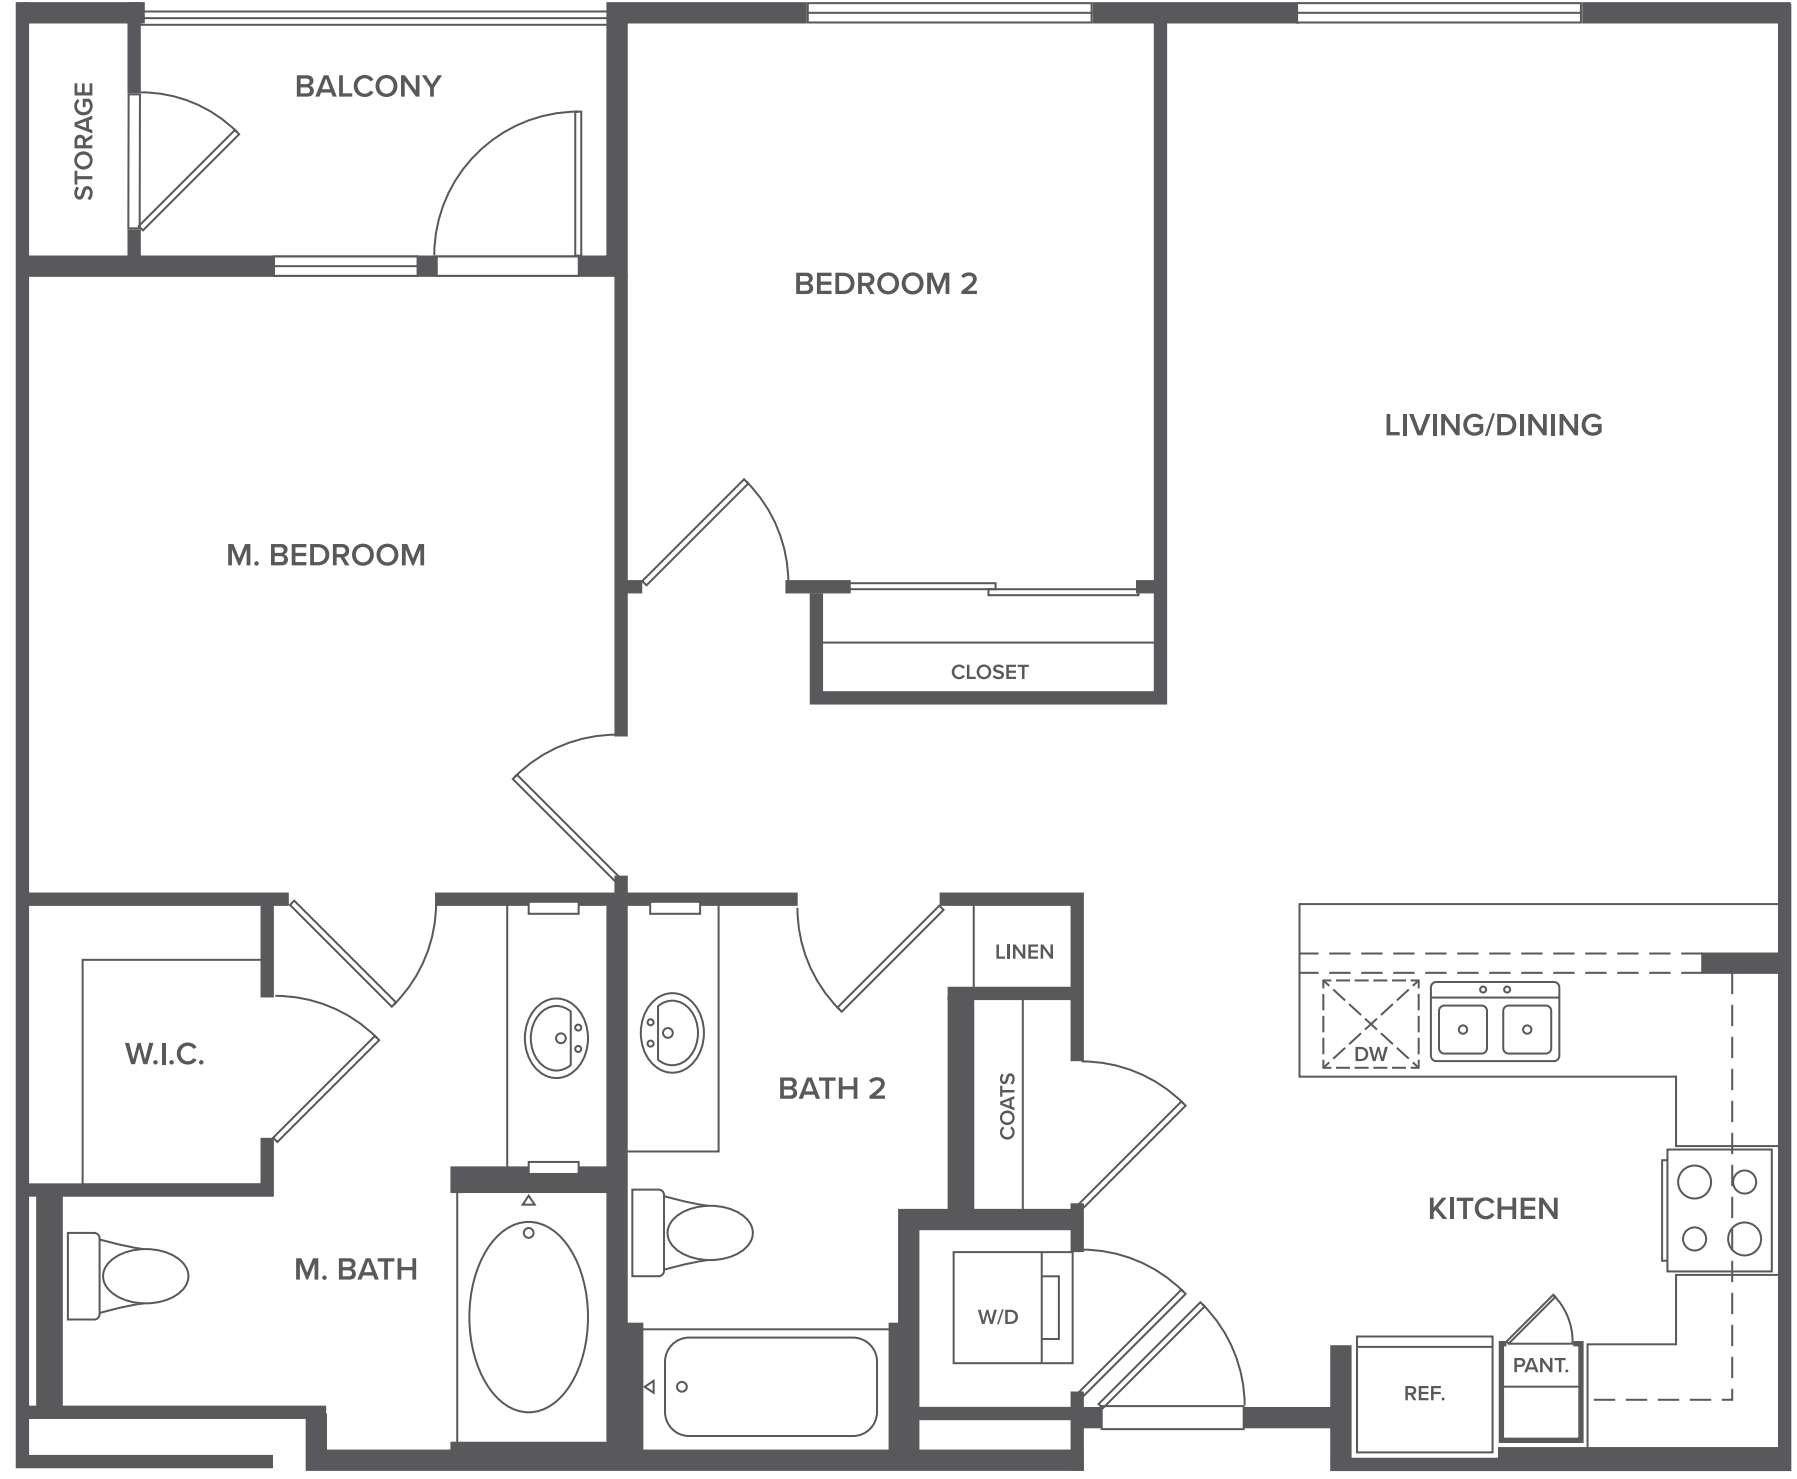 STORAGE
BALCONY
BEDROOM 2
LIVING/DINING
M. BEDROOM
CLOSET
LINEN
W.I.C.
DW
BATH 2
COATS
KITCHEN
M. BATH
W/D
PANT.
REF.